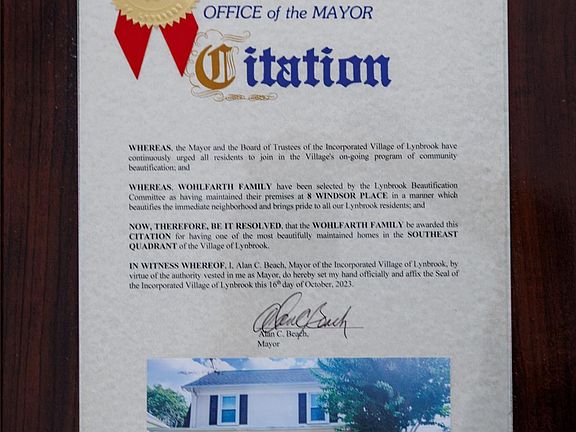 OFFICE of the MAYOR
Citation
WHEREAS, the Mayor and the Board of Trustees of the Incorporated Village of Lynbrook have
continuously urged all residents to join in the Village's on-going program of community
beautification; and
WHEREAS, WOHLFARTH FAMILY have been selected by the Lynbrook Beautification
Committee as having maintained their premises at 8 WINDSOR PLACE in a manner which
beautifies the immediate neighborhood and brings pride to all our Lynbrook residents; and
NOW, THEREFORE, BE IT RESOLVED, that the WOHLFARTH FAMILY be awarded this
CITATION for having one of the most beautifully maintained homes in the SOUTHEAST
QUADRANT of the Village of Lynbrook.
IN WITNESS WHEREOF, I, Alan C. Beach, Mayor of the Incorporated Village of Lynbrook, by
virtue of the authority vested in me as Mayor, do hereby set my hand officially and affix the Seal of
the Incorporated Village of Lynbrook this 16th day of October, 2023.
Alan C Beach
Alan C. Beach,
Mayor